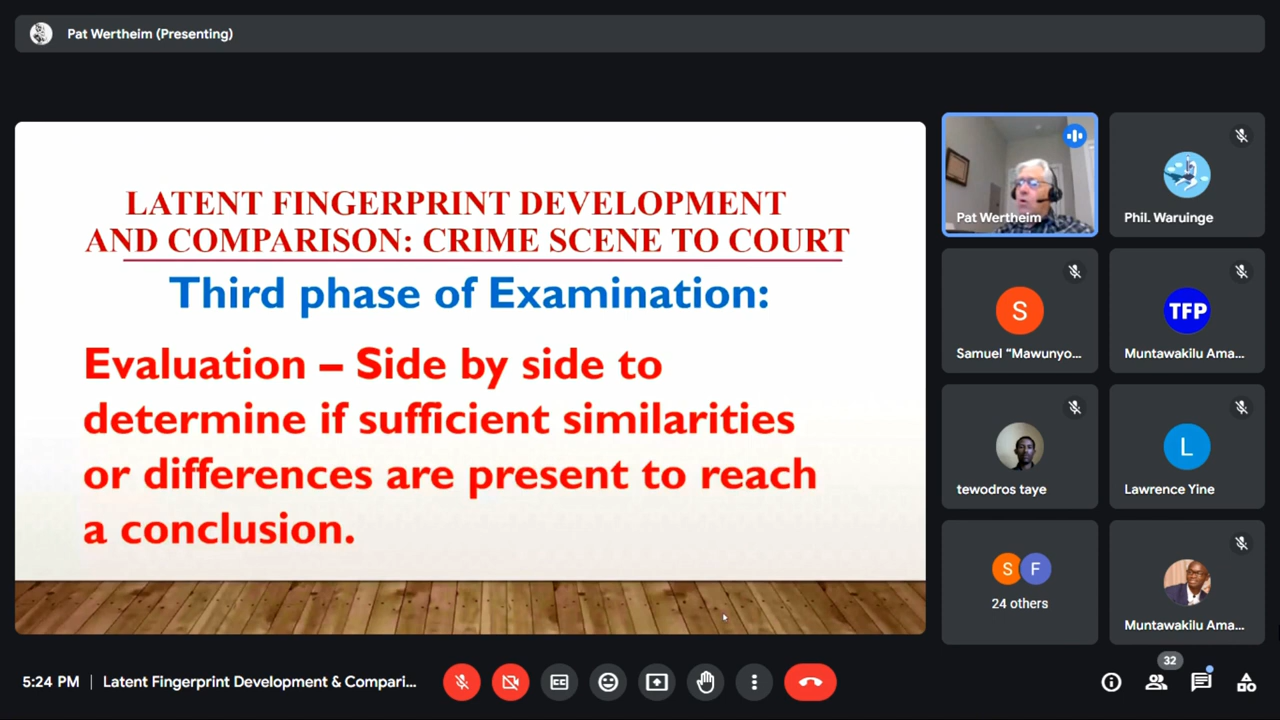 Pat Wertheim (Presenting)
LATENT FINGERPRINT DEVELOPMENT
AND COMPARISON: CRIME SCENE TO COURT
Third phase of Examination:
Evaluation – Side by side to
determine if sufficient similarities
or differences are present to reach
a conclusion.
Pat Wertheim
Phil. Waruinge
S
Samuel “Mawunyo...
TFP
Muntawakilu Ama...
tewodros taye
L
Lawrence Yine
S F
24 others
Muntawakilu Ama...
5:24 PM | Latent Fingerprint Development & Compari...
CC
32